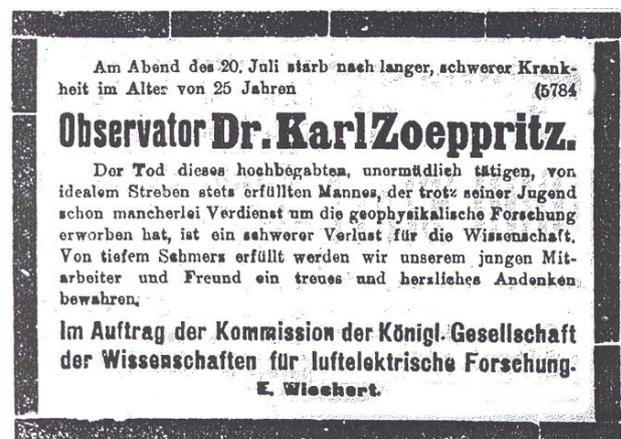 Am Abend des 20. Juli starb nach langer, schwerer Krank-
heit im Alter von 25 Jahren (5784
Observator Dr. Karl Zoeppritz.
Der Tod dieses hochbegabten, unormüdlich tätigen, von
idealem Streben stets erfüllten Mannes, der trotz seiner Jugend
schon mancherlei Verdienst um die geophysikalische Forschung
erworben hat, ist ein schwerer Verlust für die Wissenschaft.
Von tiefem Schmerz erfüllt werden wir unserem jungen Mit-
arbeiter und Freund ein treues und herzliches Andenken
bewahren.
Im Auftrag der Kommission der Königl. Gesellschaft
der Wissenschaften für luftelektrische Forschung.
E. Wiechert.